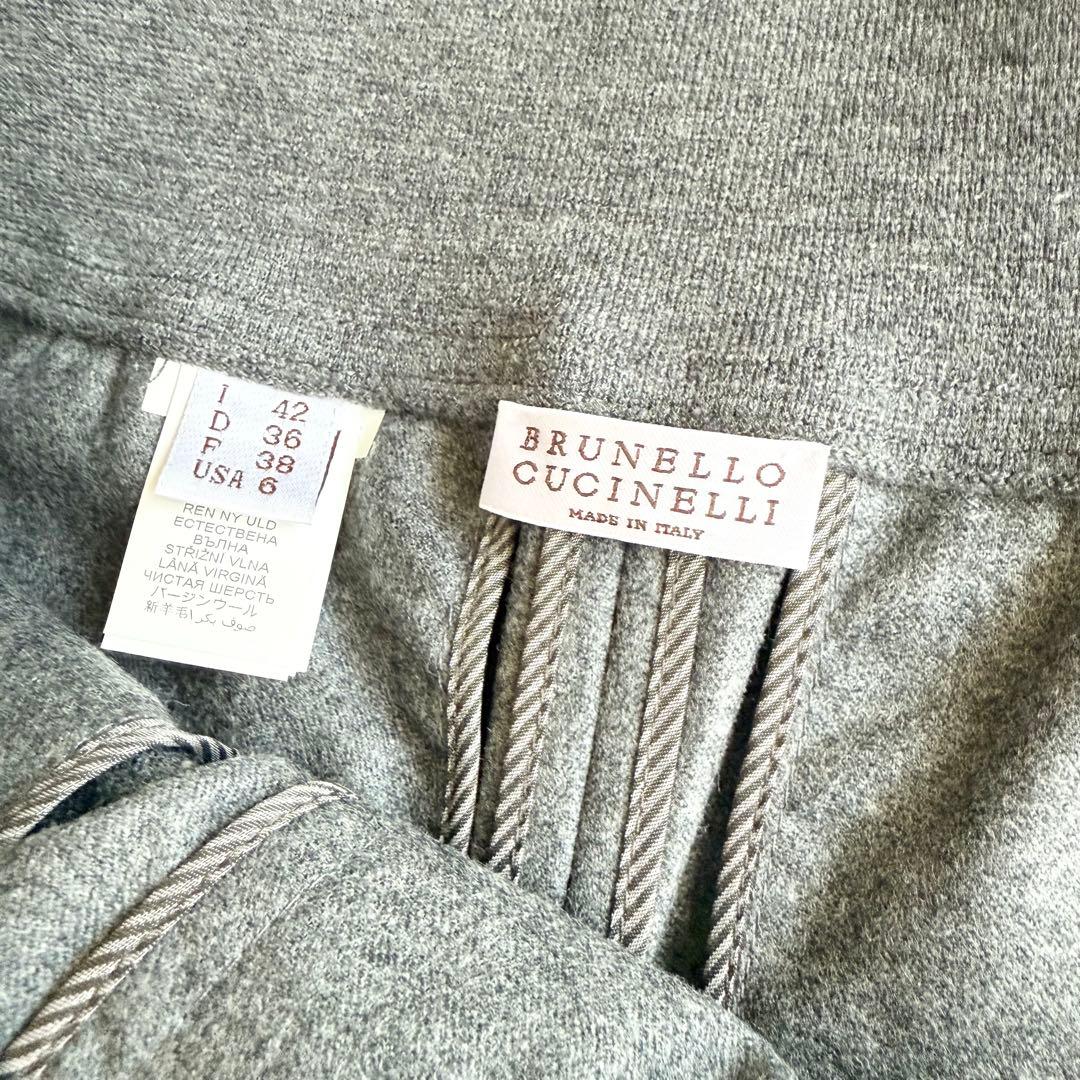 I 42
D 36
F 38
USA 6
REN NY ULD
ЕСТЕСТВЕНА
ВЪЛНА
STŘIŽNÍ VLNA
LÂNĂ VIRGINĂ
ЧИСТАЯ ШЕРСТЬ
バージンウール
新羊毛\صوف بكر
BRUNELLO
CUCINELLI
MADE IN ITALY